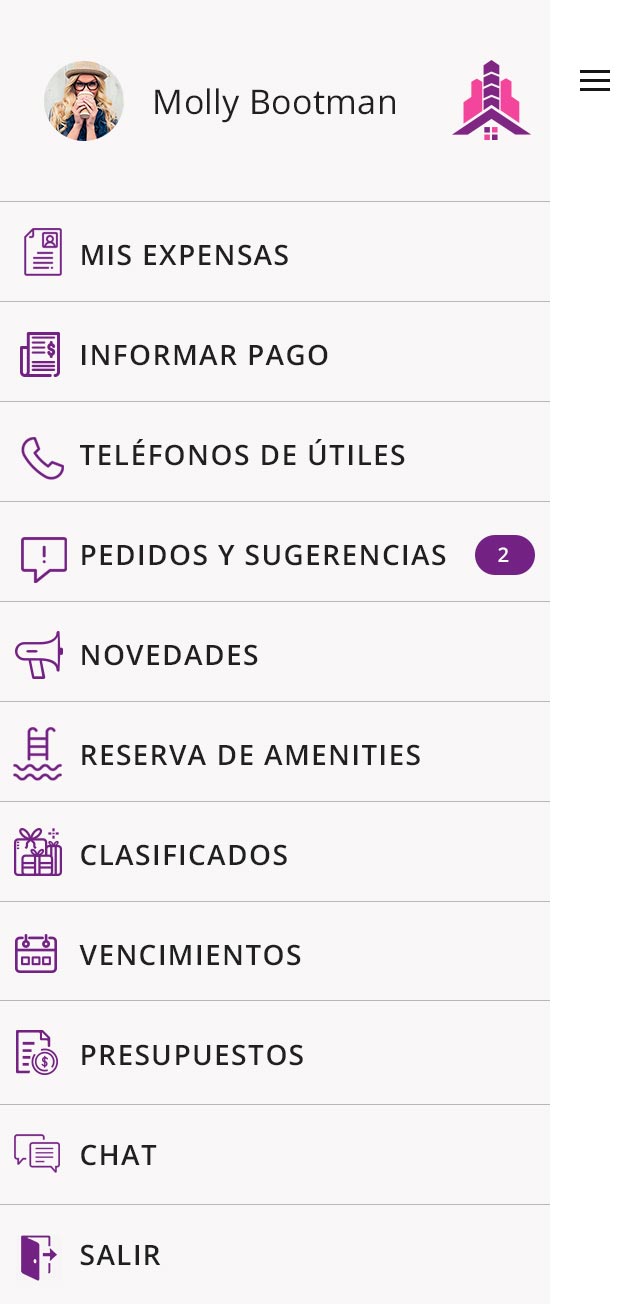 Molly Bootman
MIS EXPENSAS
INFORMAR PAGO
TELÉFONOS DE ÚTILES
PEDIDOS Y SUGERENCIAS 2
NOVEDADES
RESERVA DE AMENITIES
CLASIFICADOS
VENCIMIENTOS
PRESUPUESTOS
CHAT
SALIR